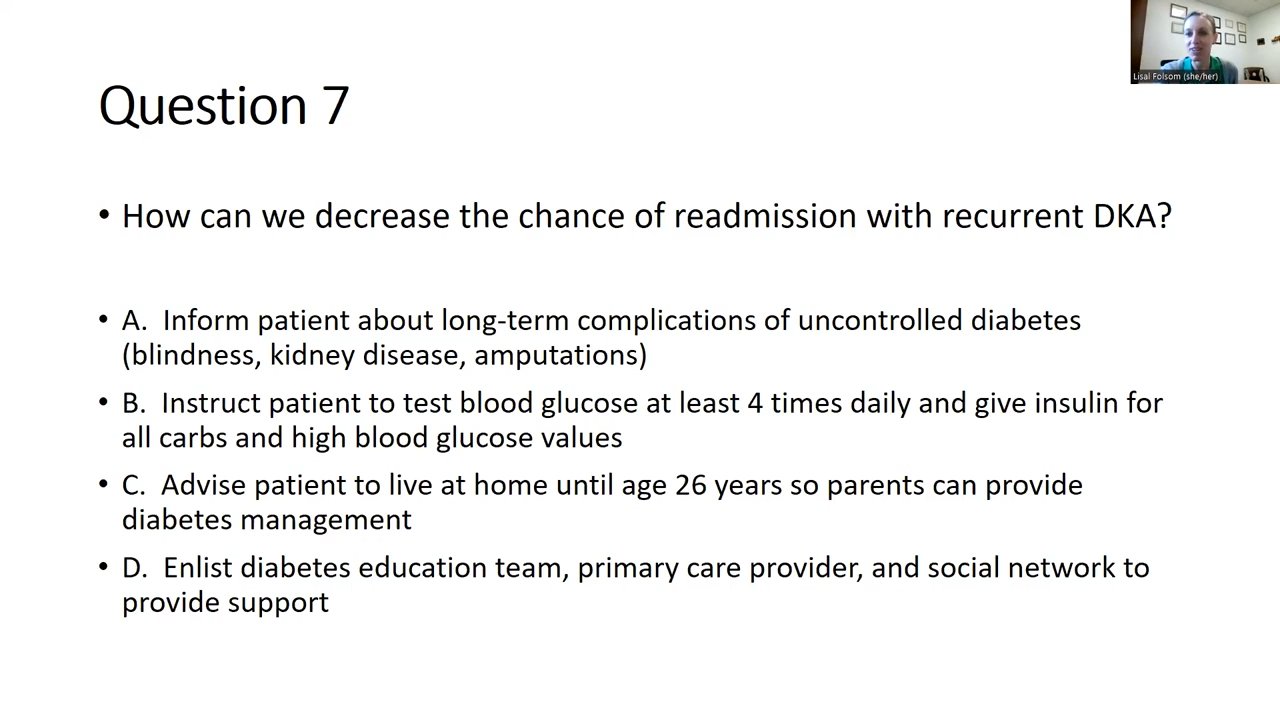 Lisal Folsom (she/her)
Question 7
• How can we decrease the chance of readmission with recurrent DKA?
• A. Inform patient about long-term complications of uncontrolled diabetes
(blindness, kidney disease, amputations)
• B. Instruct patient to test blood glucose at least 4 times daily and give insulin for
all carbs and high blood glucose values
• C. Advise patient to live at home until age 26 years so parents can provide
diabetes management
• D. Enlist diabetes education team, primary care provider, and social network to
provide support